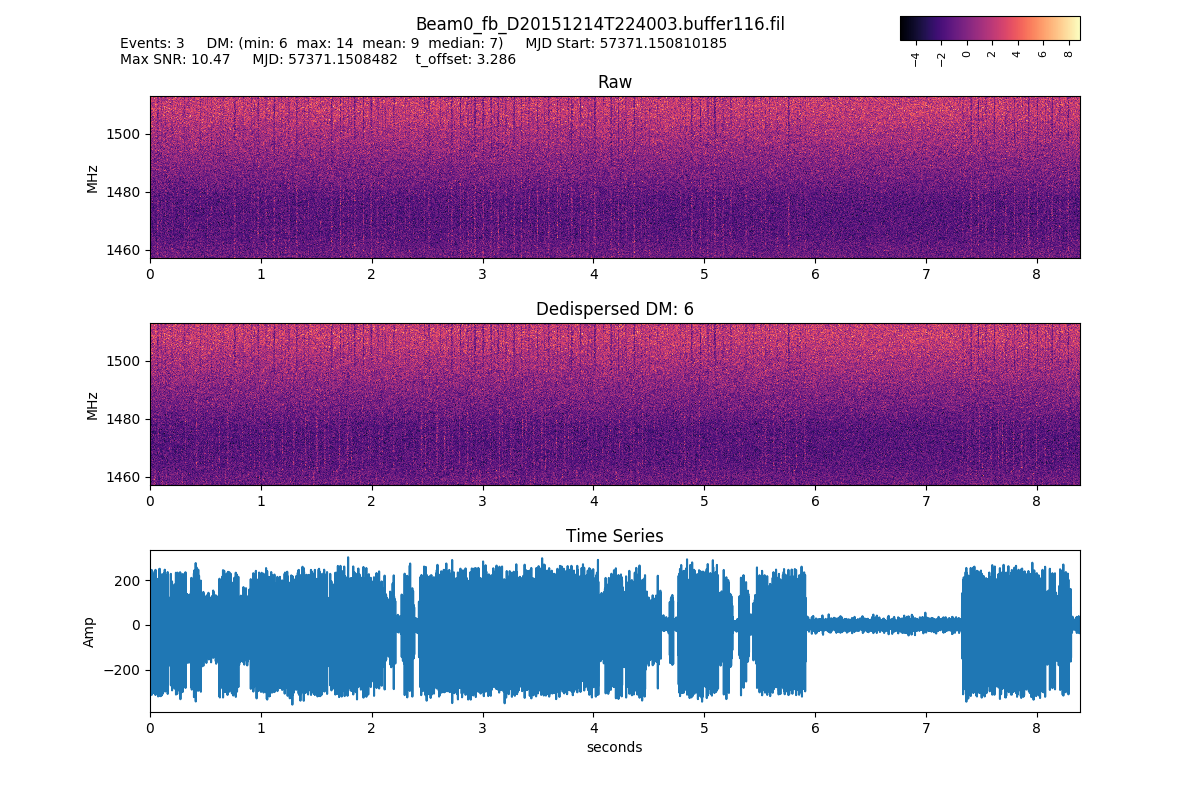 Beam0_fb_D20151214T224003.buffer116.fil
Events: 3 DM: (min: 6 max: 14 mean: 9 median: 7) MJD Start: 57371.150810185
Max SNR: 10.47 MJD: 57371.1508482 t_offset: 3.286
−4 −2 0 2 4 6 8
Raw
MHz
1500
1480
1460
0 1 2 3 4 5 6 7 8
Dedispersed DM: 6
MHz
1500
1480
1460
0 1 2 3 4 5 6 7 8
Time Series
Amp
200
0
−200
0 1 2 3 4 5 6 7 8
seconds